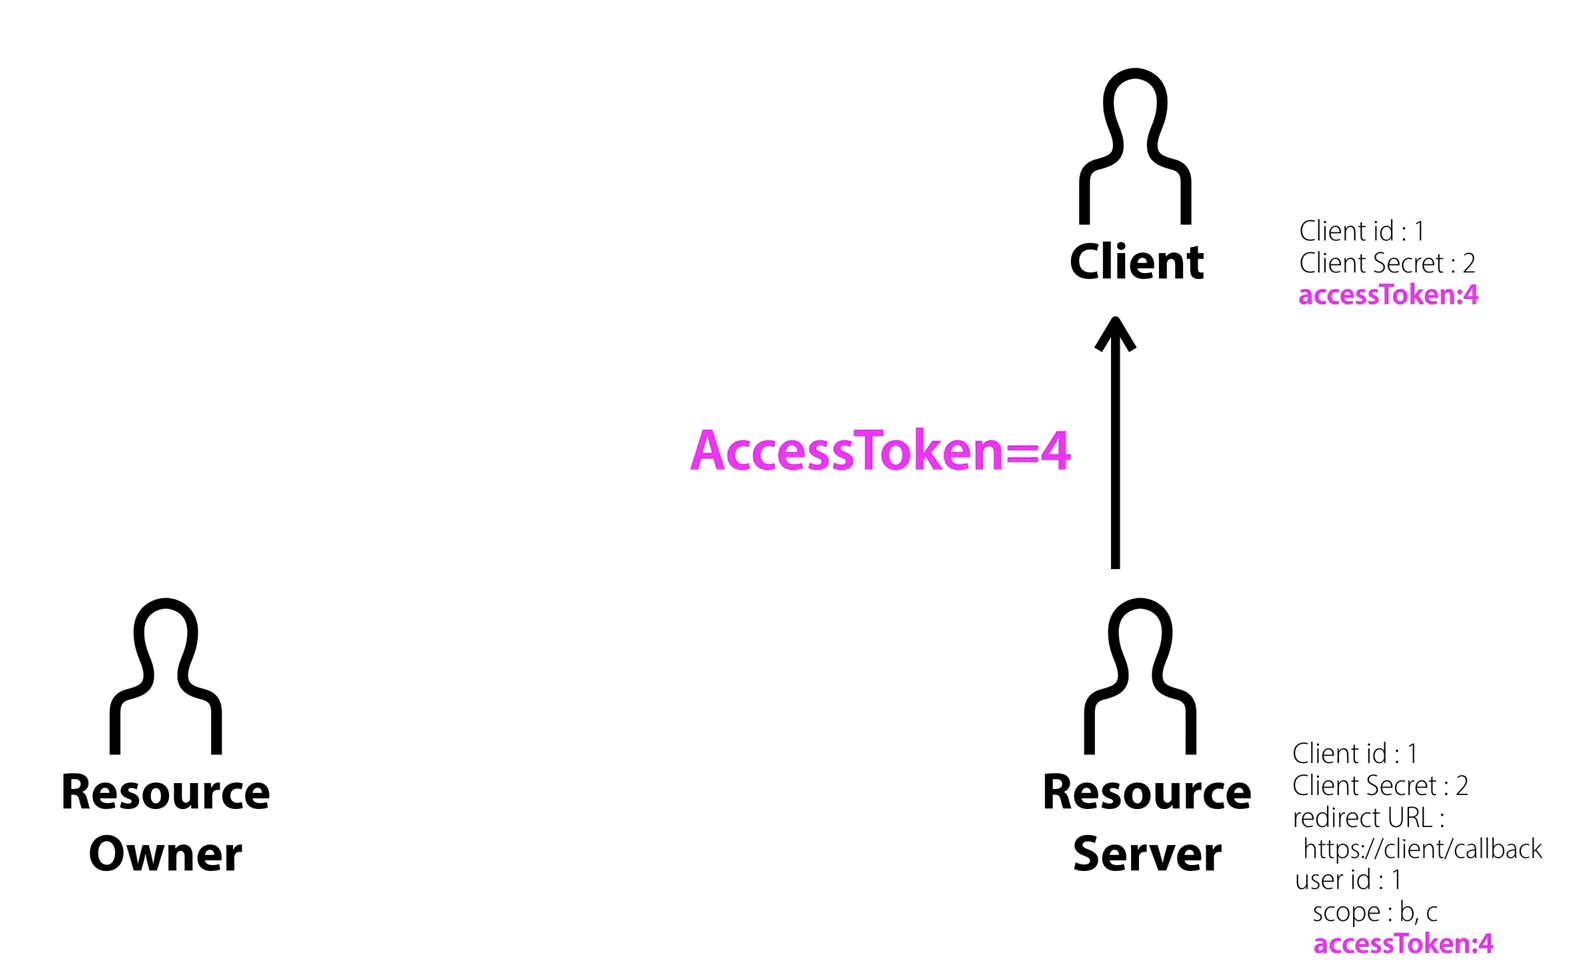 Client
Client id : 1
Client Secret : 2
accessToken:4
AccessToken=4
Resource
Owner
Resource
Server
Client id : 1
Client Secret : 2
redirect URL :
https://client/callback
user id : 1
scope : b, c
accessToken:4